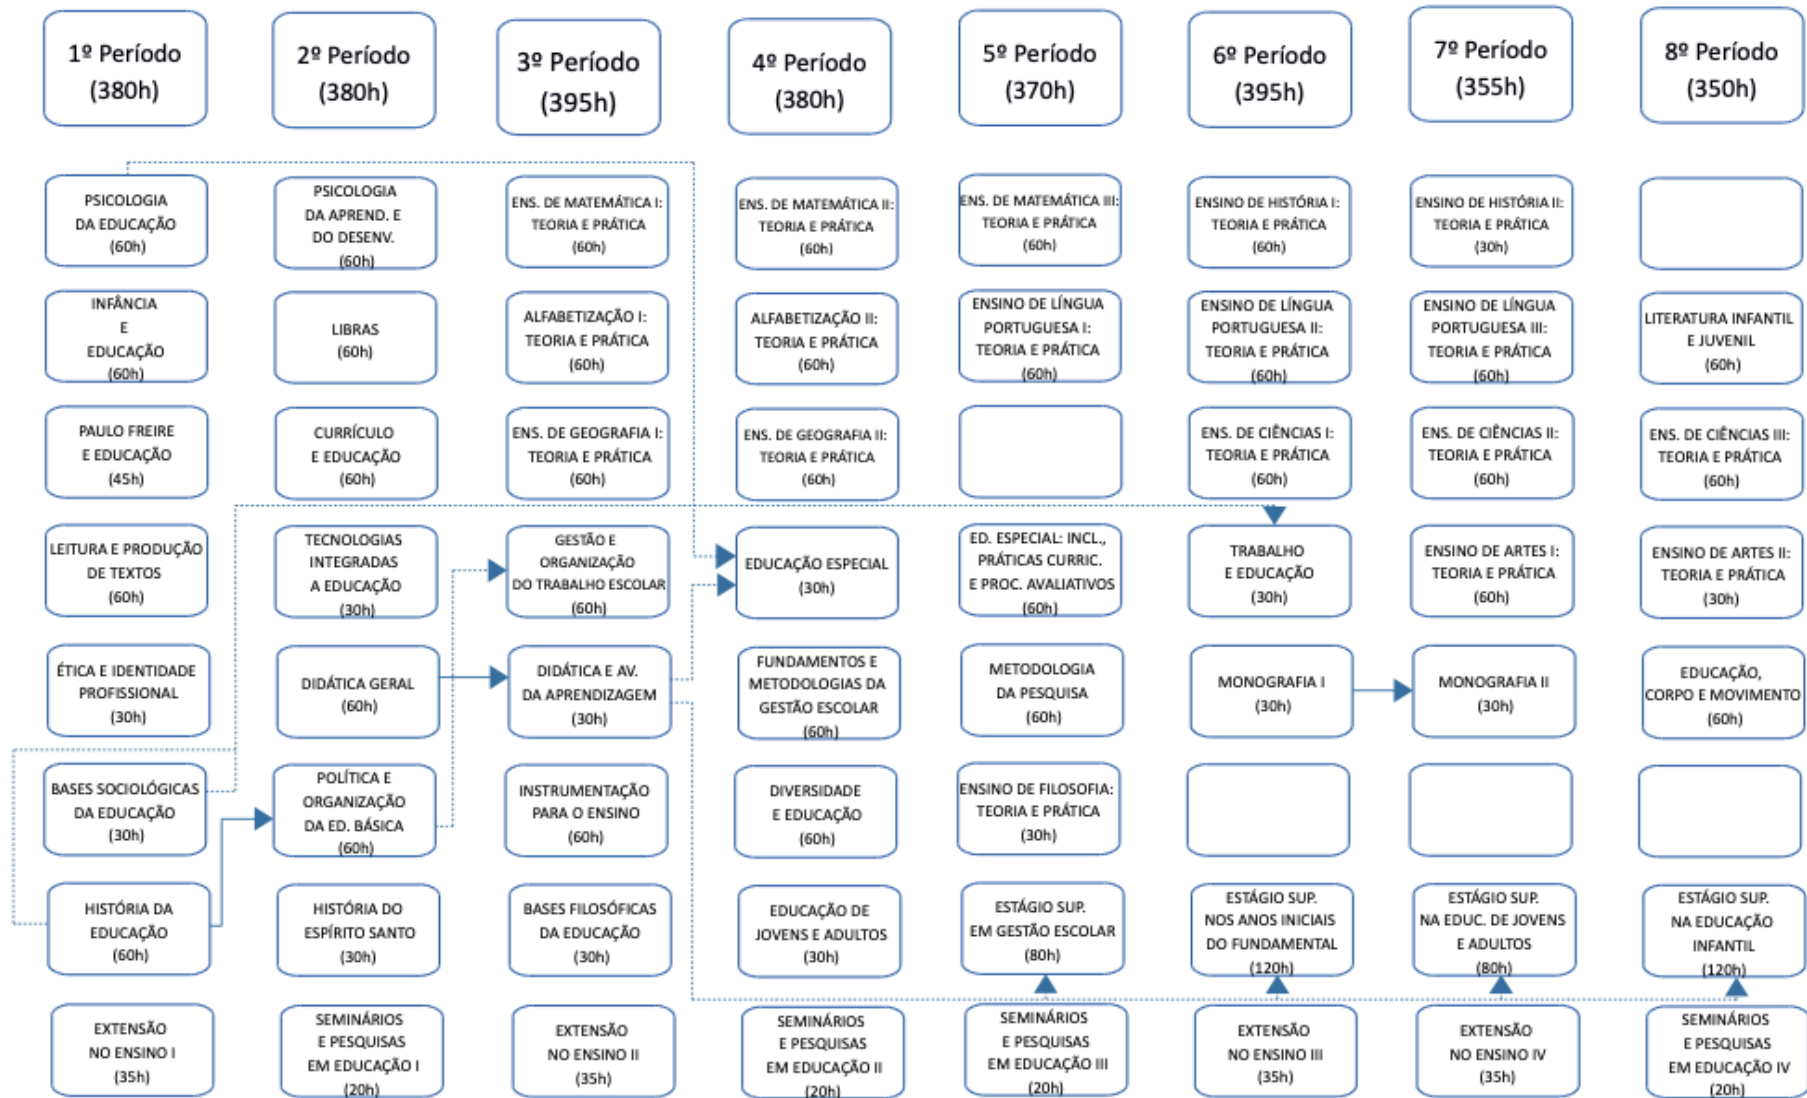 1º Período
(380h)
2º Período
(380h)
3º Período
(395h)
4º Período
(380h)
5º Período
(370h)
6º Período
(395h)
7º Período
(355h)
8º Período
(350h)
PSICOLOGIA
DA EDUCAÇÃO
(60h)
PSICOLOGIA
DA APREND. E
DO DESENV.
(60h)
ENS. DE MATEMÁTICA I:
TEORIA E PRÁTICA
(60h)
ENS. DE MATEMÁTICA II:
TEORIA E PRÁTICA
(60h)
ENS. DE MATEMÁTICA III:
TEORIA E PRÁTICA
(60h)
ENSINO DE HISTÓRIA I:
TEORIA E PRÁTICA
(60h)
ENSINO DE HISTÓRIA II:
TEORIA E PRÁTICA
(30h)
INFÂNCIA
E
EDUCAÇÃO
(60h)
LIBRAS
(60h)
ALFABETIZAÇÃO I:
TEORIA E PRÁTICA
(60h)
ALFABETIZAÇÃO II:
TEORIA E PRÁTICA
(60h)
ENSINO DE LÍNGUA
PORTUGUESA I:
TEORIA E PRÁTICA
(60h)
ENSINO DE LÍNGUA
PORTUGUESA II:
TEORIA E PRÁTICA
(60h)
ENSINO DE LÍNGUA
PORTUGUESA III:
TEORIA E PRÁTICA
(60h)
LITERATURA INFANTIL
E JUVENIL
(60h)
PAULO FREIRE
E EDUCAÇÃO
(45h)
CURRÍCULO
E EDUCAÇÃO
(60h)
ENS. DE GEOGRAFIA I:
TEORIA E PRÁTICA
(60h)
ENS. DE GEOGRAFIA II:
TEORIA E PRÁTICA
(60h)
ENS. DE CIÊNCIAS I:
TEORIA E PRÁTICA
(60h)
ENS. DE CIÊNCIAS II:
TEORIA E PRÁTICA
(60h)
ENS. DE CIÊNCIAS III:
TEORIA E PRÁTICA
(60h)
LEITURA E PRODUÇÃO
DE TEXTOS
(60h)
TECNOLOGIAS
INTEGRADAS
A EDUCAÇÃO
(30h)
GESTÃO E
ORGANIZAÇÃO
DO TRABALHO ESCOLAR
(60h)
EDUCAÇÃO ESPECIAL
(30h)
ED. ESPECIAL: INCL.,
PRÁTICAS CURRIC.
E PROC. AVALIATIVOS
(60h)
TRABALHO
E EDUCAÇÃO
(30h)
ENSINO DE ARTES I:
TEORIA E PRÁTICA
(60h)
ENSINO DE ARTES II:
TEORIA E PRÁTICA
(30h)
ÉTICA E IDENTIDADE
PROFISSIONAL
(30h)
DIDÁTICA GERAL
(60h)
DIDÁTICA E AV.
DA APRENDIZAGEM
(30h)
FUNDAMENTOS E
METODOLOGIAS DA
GESTÃO ESCOLAR
(60h)
METODOLOGIA
DA PESQUISA
(60h)
MONOGRAFIA I
(30h)
MONOGRAFIA II
(30h)
EDUCAÇÃO,
CORPO E MOVIMENTO
(60h)
BASES SOCIOLÓGICAS
DA EDUCAÇÃO
(30h)
POLÍTICA E
ORGANIZAÇÃO
DA ED. BÁSICA
(60h)
INSTRUMENTAÇÃO
PARA O ENSINO
(60h)
DIVERSIDADE
E EDUCAÇÃO
(60h)
ENSINO DE FILOSOFIA:
TEORIA E PRÁTICA
(30h)
HISTÓRIA DA
EDUCAÇÃO
(60h)
HISTÓRIA DO
ESPÍRITO SANTO
(30h)
BASES FILOSÓFICAS
DA EDUCAÇÃO
(30h)
EDUCAÇÃO DE
JOVENS E ADULTOS
(30h)
ESTÁGIO SUP.
EM GESTÃO ESCOLAR
(80h)
ESTÁGIO SUP.
NOS ANOS INICIAIS
DO FUNDAMENTAL
(120h)
ESTÁGIO SUP.
NA EDUC. DE JOVENS
E ADULTOS
(80h)
ESTÁGIO SUP.
NA EDUCAÇÃO
INFANTIL
(120h)
EXTENSÃO
NO ENSINO I
(35h)
SEMINÁRIOS
E PESQUISAS
EM EDUCAÇÃO I
(20h)
EXTENSÃO
NO ENSINO II
(35h)
SEMINÁRIOS
E PESQUISAS
EM EDUCAÇÃO II
(20h)
SEMINÁRIOS
E PESQUISAS
EM EDUCAÇÃO III
(20h)
EXTENSÃO
NO ENSINO III
(35h)
EXTENSÃO
NO ENSINO IV
(35h)
SEMINÁRIOS
E PESQUISAS
EM EDUCAÇÃO IV
(20h)